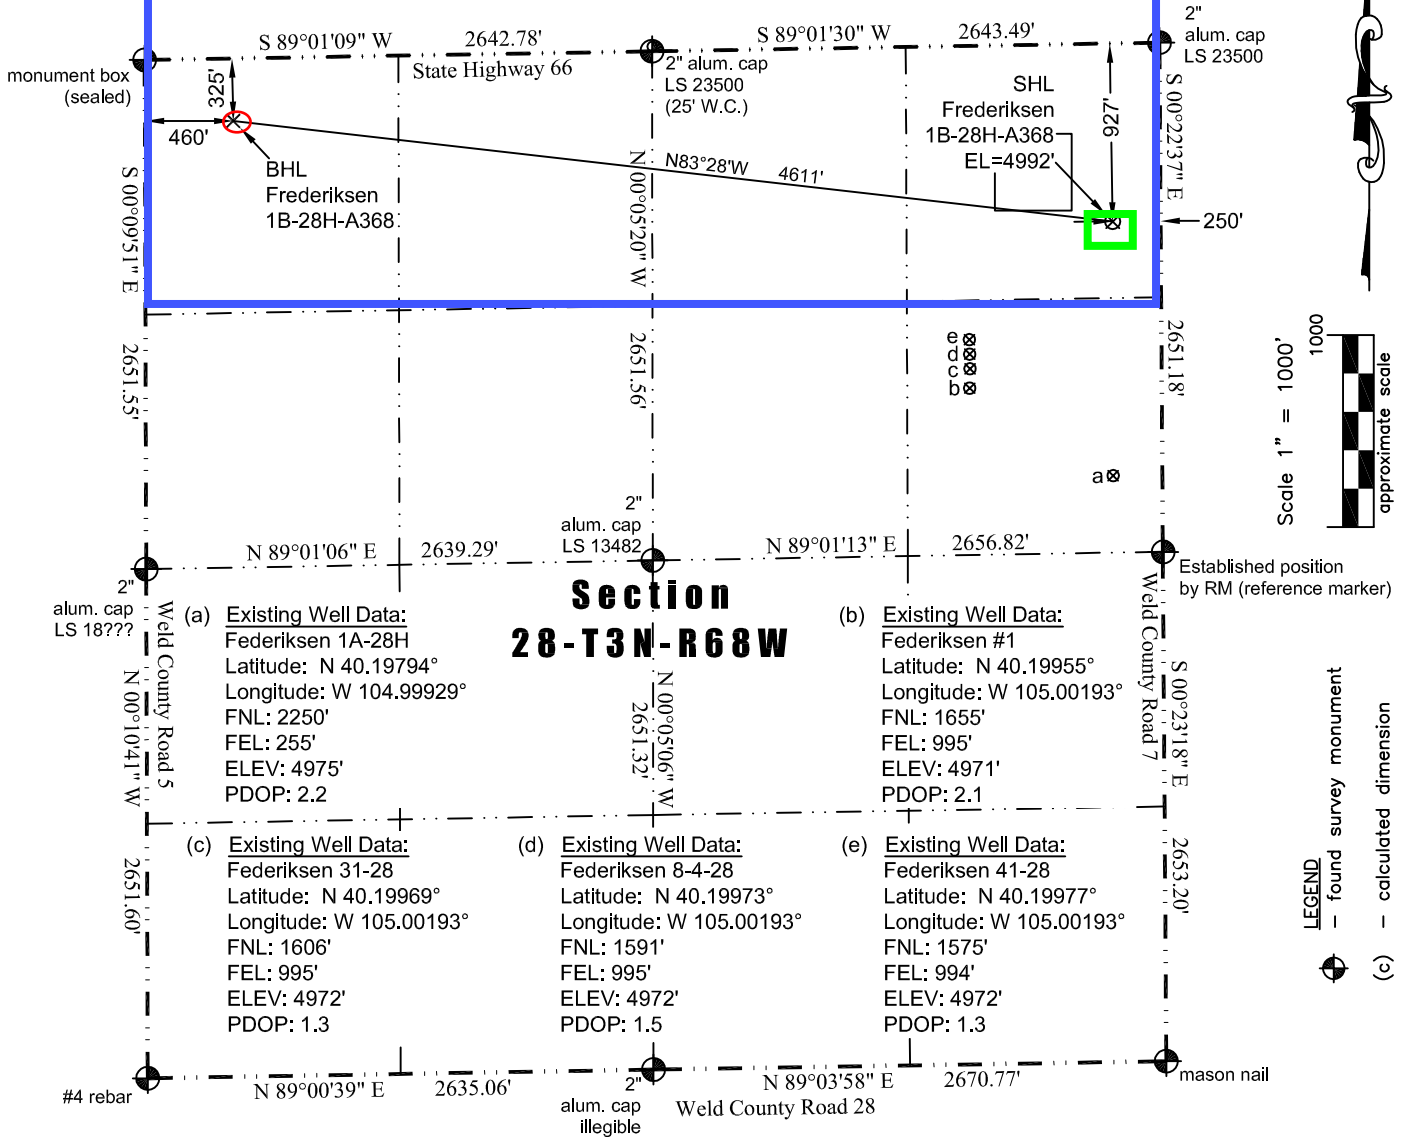 S 89°01'09" W 2642.78'
S 89°01'30" W 2643.49'
2"
alum. cap
LS 23500
monument box
(sealed)
State Highway 66
2" alum. cap
LS 23500
(25' W.C.)
325'
460'
BHL
Frederiksen
1B-28H-A368
SHL
Frederiksen
1B-28H-A368
EL=4992'
927'
250'
N83°28'W 4611'
S 00°09'51" E
2651.55'
N 00°05'20" W
2651.56'
S 00°22'37" E
2651.18'
e
d
c
b
a
1000
Scale 1" = 1000'
approximate scale
2"
alum. cap
LS 13482
N 89°01'06" E 2639.29'
N 89°01'13" E 2656.82'
Established position
by RM (reference marker)
2"
alum. cap
LS 18???
Section
28-T3N-R68W
Weld County Road 5
N 00°10'41" W
2651.60'
N 00°05'06" W
2651.32'
Weld County Road 7
S 00°23'18" E
2653.20'
(a) Existing Well Data:
Federiksen 1A-28H
Latitude: N 40.19794°
Longitude: W 104.99929°
FNL: 2250'
FEL: 255'
ELEV: 4975'
PDOP: 2.2
(b) Existing Well Data:
Federiksen #1
Latitude: N 40.19955°
Longitude: W 105.00193°
FNL: 1655'
FEL: 995'
ELEV: 4971'
PDOP: 2.1
(c) Existing Well Data:
Federiksen 31-28
Latitude: N 40.19969°
Longitude: W 105.00193°
FNL: 1606'
FEL: 995'
ELEV: 4972'
PDOP: 1.3
(d) Existing Well Data:
Federiksen 8-4-28
Latitude: N 40.19973°
Longitude: W 105.00193°
FNL: 1591'
FEL: 995'
ELEV: 4972'
PDOP: 1.5
(e) Existing Well Data:
Federiksen 41-28
Latitude: N 40.19977°
Longitude: W 105.00193°
FNL: 1575'
FEL: 994'
ELEV: 4972'
PDOP: 1.3
LEGEND
– found survey monument
(c) – calculated dimension
#4 rebar
N 89°00'39" E 2635.06'
2"
alum. cap
illegible
N 89°03'58" E 2670.77'
Weld County Road 28
mason nail